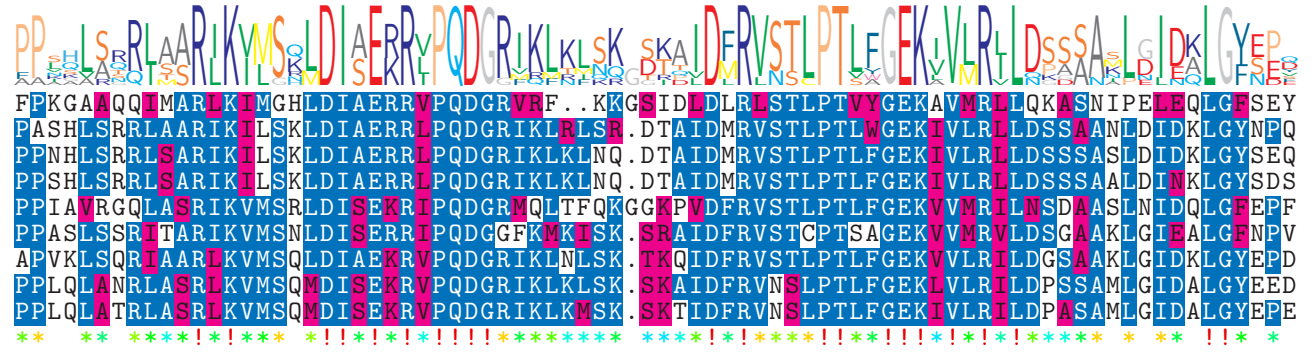 FPKGAAQQIMARLKIMGHLDIAERRVPQDGRVRF..KKGSIDLDLRLSTLPTVYGEKAVMRLLQKASNIPELEQLGFSEY
PASHLSRRLAARIKILSKLDIAERRLPQDGRIKLRLSR.DTAIDMRVSTLPTLWGEKIVLRLLDSSAANLDIDKLGYNPQ
PPNHLSRRLSARIKILSKLDIAERRLPQDGRIKLKLNQ.DTAIDMRVSTLPTLFGEKIVLRLLDSSSASLDIDKLGYSEQ
PPSHLSRRLSARIKILSKLDIAERRLPQDGRIKLKLNQ.DTAIDMRVSTLPTLFGEKIVLRLLDSSSAALDINKLGYSDS
PPIAVRGQLASRIKVMSRLDISEKRIPQDGRMQLTFQKGGKPVDFRVSTLPTLFGEKVVMRILNSDAASLNIDQLGFEPF
PPASLSSRITARIKVMSNLDISERRIPQDGGFKMKISK.SRAIDFRVSTCPTSAGEKVVMRVLDSGAAKLGIEALGFNPV
APVKLSQRIAARLKVMSQLDIAEKRVPQDGRIKLNLSK.TKQIDFRVSTLPTLFGEKVVLRILDGSAAKLGIDKLGYEPD
PPLQLANRLASRLKVMSQMDISEKRVPQDGRIKLKLSK.SKAIDFRVNSLPTLFGEKLVLRILDPSSAMLGIDALGYEED
PPLQLATRLASRLKVMSQMDISEKRVPQDGRIKLKMSK.SKTIDFRVNSLPTLFGEKIVLRILDPASAMLGIDALGYEPE